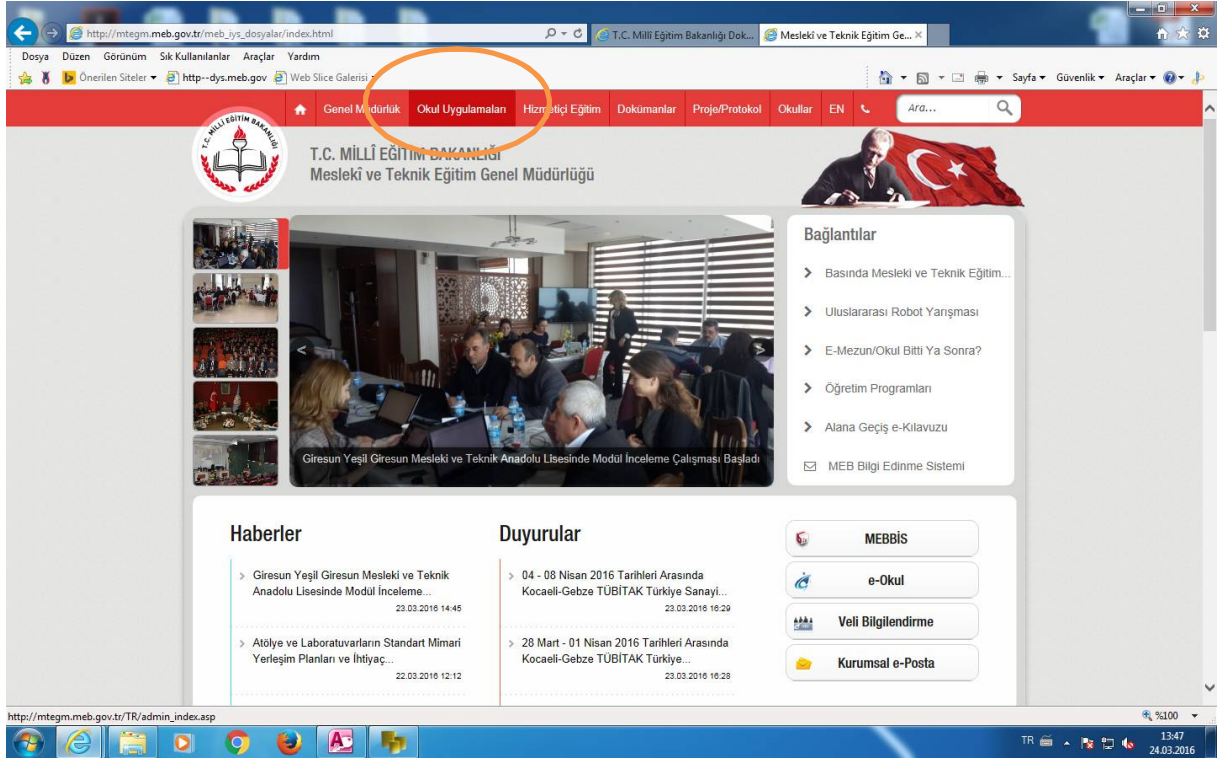 http://mtegm.meb.gov.tr/meb_iys_dosyalar/index.html
T.C. Millî Eğitim Bakanlığı Dok...
Meslekî ve Teknik Eğitim Ge...
Dosya Düzen Görünüm Sık Kullanılanlar Araçlar Yardım
Önerilen Siteler http--dys.meb.gov Web Slice Galerisi
Sayfa Güvenlik Araçlar
Genel Müdürlük Okul Uygulamaları Hizmetiçi Eğitim Dokümanlar Proje/Protokol Okullar EN Ara...
T.C. MİLLÎ EĞİTİM BAKANLIĞI
T.C. MİLLÎ EĞİTİM BAKANLIĞI
Meslekî ve Teknik Eğitim Genel Müdürlüğü
Giresun Yeşil Giresun Mesleki ve Teknik Anadolu Lisesinde Modül İnceleme Çalışması Başladı
Bağlantılar
Basında Mesleki ve Teknik Eğitim...
Uluslararası Robot Yarışması
E-Mezun/Okul Bitti Ya Sonra?
Öğretim Programları
Alana Geçiş e-Kılavuzu
MEB Bilgi Edinme Sistemi
Haberler
Giresun Yeşil Giresun Mesleki ve Teknik
Anadolu Lisesinde Modül İnceleme...
23.03.2016 14:45
Atölye ve Laboratuvarların Standart Mimari
Yerleşim Planları ve İhtiyaç...
22.03.2016 12:12
Duyurular
04 - 08 Nisan 2016 Tarihleri Arasında
Kocaeli-Gebze TÜBİTAK Türkiye Sanayi...
23.03.2016 16:29
28 Mart - 01 Nisan 2016 Tarihleri Arasında
Kocaeli-Gebze TÜBİTAK Türkiye...
23.03.2016 16:28
MEBBİS
e-Okul
Veli Bilgilendirme
Kurumsal e-Posta
http://mtegm.meb.gov.tr/TR/admin_index.asp
%100
TR
13:47
24.03.2016